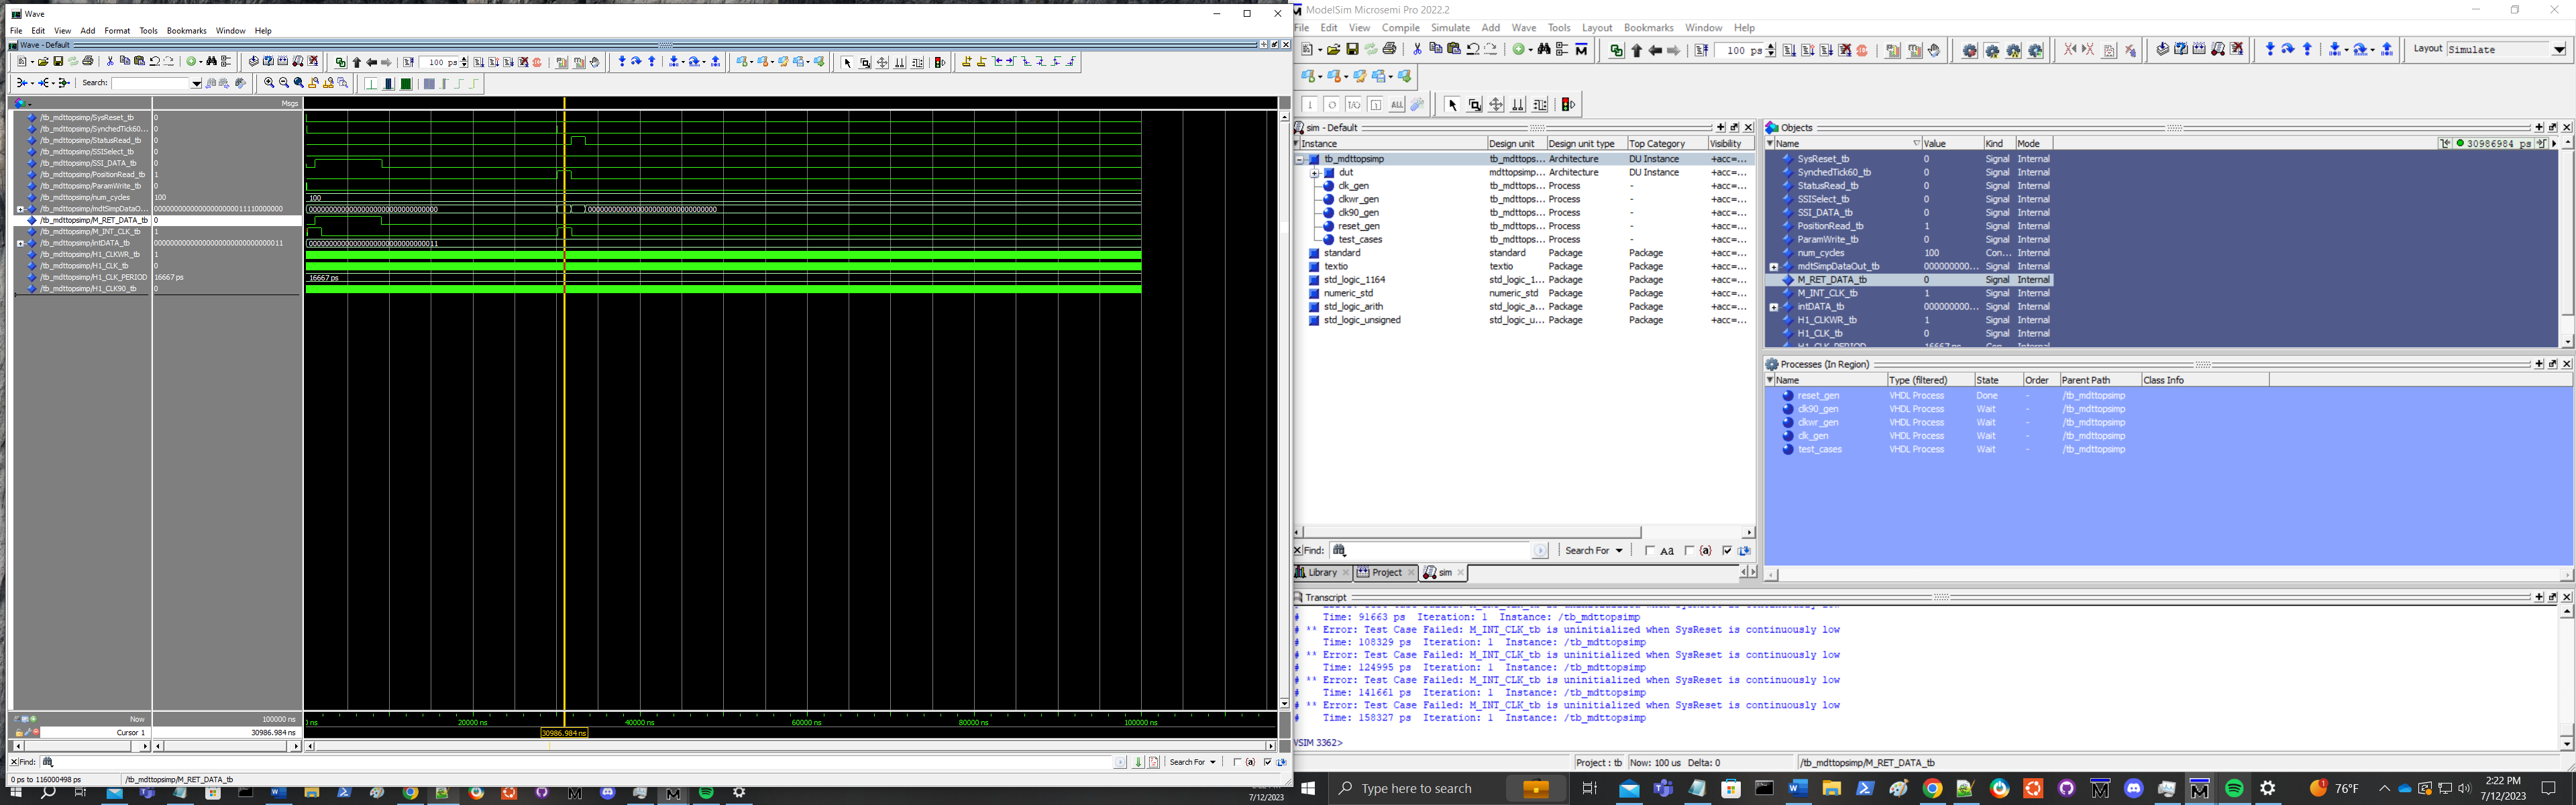 Wave
File Edit View Add Format Tools Bookmarks Window Help
Wave - Default
100 ps
Search:
Msgs
/tb_mdttopsimp/SysReset_tb 0
/tb_mdttopsimp/SynchedTick60... 0
/tb_mdttopsimp/StatusRead_tb 0
/tb_mdttopsimp/SSISelect_tb 0
/tb_mdttopsimp/SSI_DATA_tb 0
/tb_mdttopsimp/PositionRead_tb 1
/tb_mdttopsimp/ParamWrite_tb 0
/tb_mdttopsimp/num_cycles 100 100
/tb_mdttopsimp/mdtSimpDataO...
/tb_mdttopsimp/M_RET_DATA_tb 0
/tb_mdttopsimp/M_INT_CLK_tb 1
/tb_mdttopsimp/intDATA_tb
/tb_mdttopsimp/H1_CLKWR_tb 1
/tb_mdttopsimp/H1_CLK_tb 0
/tb_mdttopsimp/H1_CLK_PERIOD 16667 ps 16667 ps
/tb_mdttopsimp/H1_CLK90_tb 0
Now 100000 ns
20000 ns 40000 ns 60000 ns 80000 ns 100000 ns
Cursor 1 30986.984 ns 30986.984 ns
Find: Search For
0 ps to 116000498 ps /tb_mdttopsimp/M_RET_DATA_tb
7/12/2023
ModelSim Microsemi Pro 2022.2
File Edit View Compile Simulate Add Wave Tools Layout Bookmarks Window Help
100 ps
Layout Simulate
ALL
sim - Default
Instance Design unit Design unit type Top Category Visibility
tb_mdttopsimp tb_mdttops... Architecture DU Instance +acc=...
dut mdttopsimp... Architecture DU Instance +acc=...
clk_gen tb_mdttops... Process - +acc=...
clkwr_gen tb_mdttops... Process - +acc=...
clk90_gen tb_mdttops... Process - +acc=...
reset_gen tb_mdttops... Process - +acc=...
test_cases tb_mdttops... Process - +acc=...
standard standard Package Package +acc=...
textio textio Package Package +acc=...
std_logic_1164 std_logic_1... Package Package +acc=...
numeric_std numeric_std Package Package +acc=...
std_logic_arith std_logic_a... Package Package +acc=...
std_logic_unsigned std_logic_u... Package Package +acc=...
Find: Search For
Library Project sim
Objects
Name Value Kind Mode 30986984 ps
SysReset_tb 0 Signal Internal
SynchedTick60_tb 0 Signal Internal
StatusRead_tb 0 Signal Internal
SSISelect_tb 0 Signal Internal
SSI_DATA_tb 0 Signal Internal
PositionRead_tb 1 Signal Internal
ParamWrite_tb 0 Signal Internal
num_cycles 100 Con... Internal
mdtSimpDataOut_tb 000000000... Signal Internal
M_RET_DATA_tb 0 Signal Internal
M_INT_CLK_tb 1 Signal Internal
intDATA_tb 000000000... Signal Internal
H1_CLKWR_tb 1 Signal Internal
H1_CLK_tb 0 Signal Internal
H1_CLK_PERIOD 16667 ps Con... Internal
Processes (In Region)
Name Type (filtered) State Order Parent Path Class Info
reset_gen VHDL Process Done - /tb_mdttopsimp
clk90_gen VHDL Process Wait - /tb_mdttopsimp
clkwr_gen VHDL Process Wait - /tb_mdttopsimp
clk_gen VHDL Process Wait - /tb_mdttopsimp
test_cases VHDL Process Wait - /tb_mdttopsimp
Transcript
# Time: 91663 ps Iteration: 1 Instance: /tb_mdttopsimp
# ** Error: Test Case Failed: M_INT_CLK_tb is uninitialized when SysReset is continuously low
# Time: 108329 ps Iteration: 1 Instance: /tb_mdttopsimp
# ** Error: Test Case Failed: M_INT_CLK_tb is uninitialized when SysReset is continuously low
# Time: 124995 ps Iteration: 1 Instance: /tb_mdttopsimp
# ** Error: Test Case Failed: M_INT_CLK_tb is uninitialized when SysReset is continuously low
# Time: 141661 ps Iteration: 1 Instance: /tb_mdttopsimp
# ** Error: Test Case Failed: M_INT_CLK_tb is uninitialized when SysReset is continuously low
# Time: 158327 ps Iteration: 1 Instance: /tb_mdttopsimp
VSIM 3362>
Project : tb Now: 100 us Delta: 0 /tb_mdttopsimp/M_RET_DATA_tb
Type here to search
76°F
2:22 PM
7/12/2023